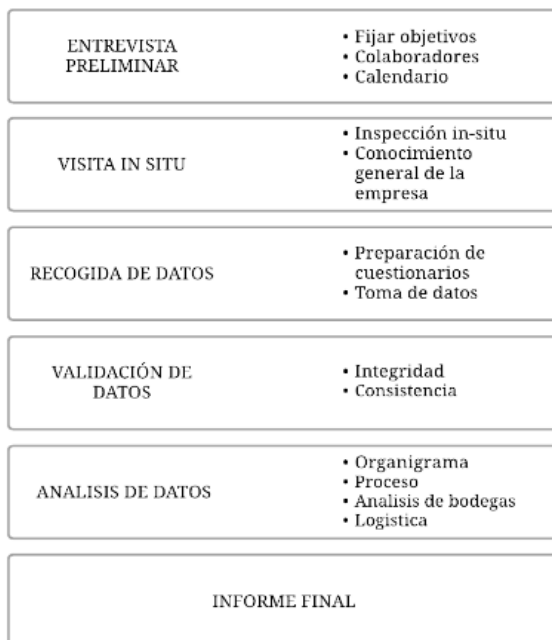 ENTREVISTA
PRELIMINAR
• Fijar objetivos
• Colaboradores
• Calendario
VISITA IN SITU
• Inspección in-situ
• Conocimiento
general de la
empresa
RECOGIDA DE DATOS
• Preparación de
cuestionarios
• Toma de datos
VALIDACIÓN DE
DATOS
• Integridad
• Consistencia
ANALISIS DE DATOS
• Organigrama
• Proceso
• Analisis de bodegas
• Logistica
INFORME FINAL